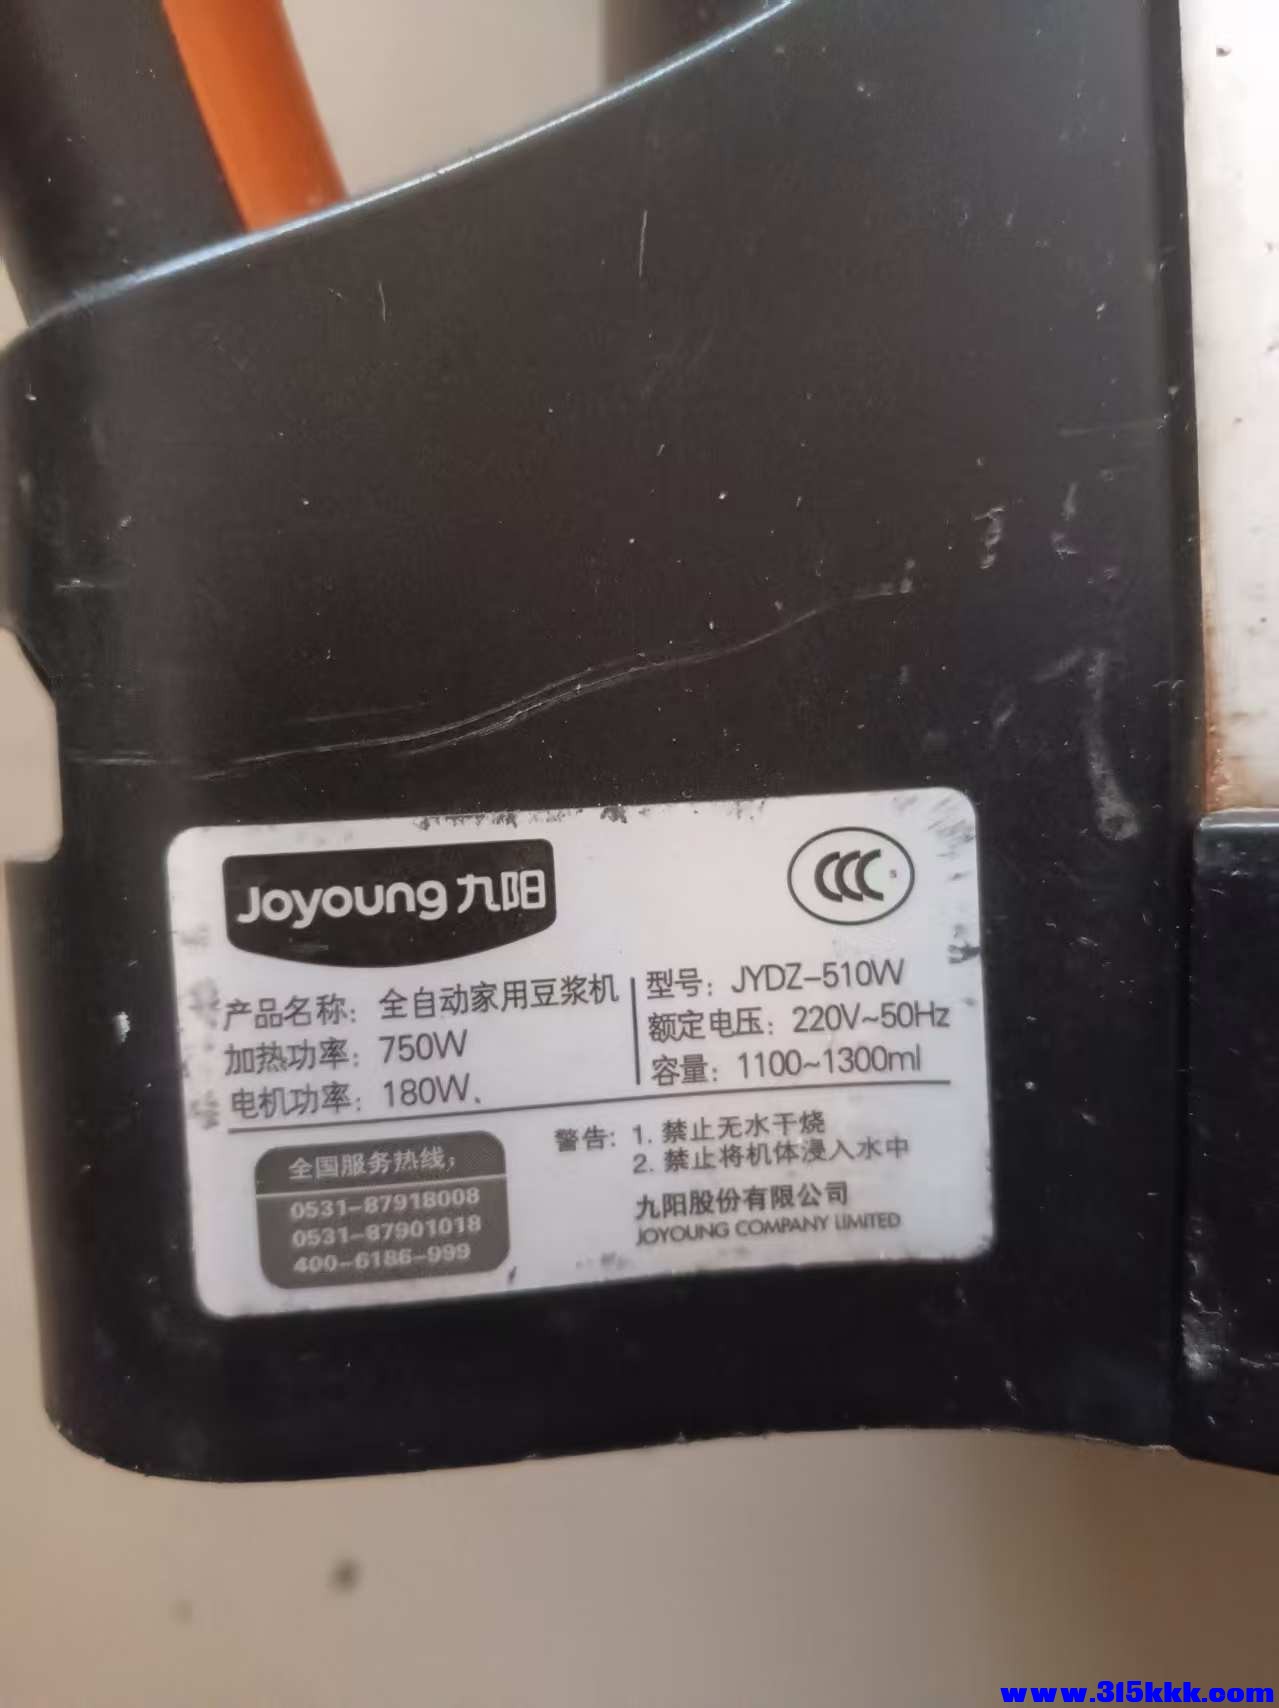 Joyoung 九阳
CCC S
产品名称：全自动家用豆浆机
加热功率：750W
电机功率：180W、
型号：JYDZ-510W
额定电压：220V~50Hz
容量：1100~1300ml
全国服务热线：
0531-87918008
0531-87901018
400-6186-999
警告：1. 禁止无水干烧
2. 禁止将机体浸入水中
九阳股份有限公司
JOYOUNG COMPANY LIMITED
www.315kkk.com